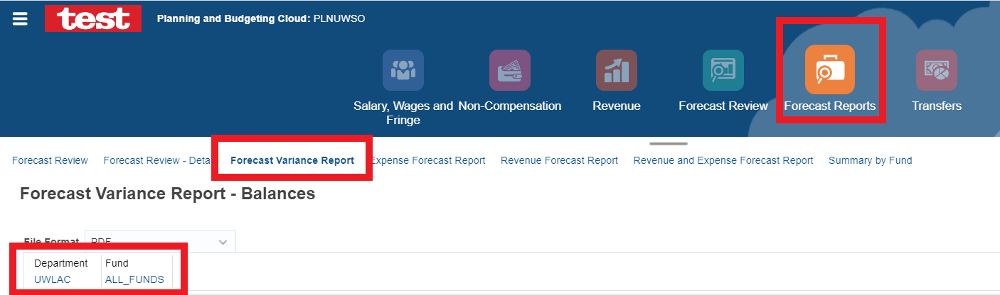 test
Planning and Budgeting Cloud: PLNUWSO
Salary, Wages and Fringe
Non-Compensation
Revenue
Forecast Review
Forecast Reports
Transfers
Forecast Review Forecast Review - Deta Forecast Variance Report Expense Forecast Report Revenue Forecast Report Revenue and Expense Forecast Report Summary by Fund
Forecast Variance Report - Balances
File Format PDF
Department Fund
UWLAC ALL_FUNDS